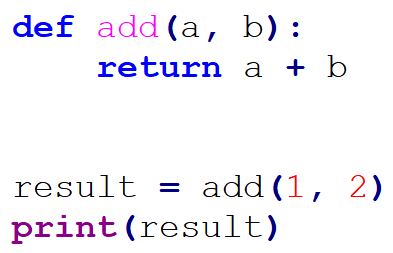 def add(a, b):
    return a + b
result = add(1, 2)
print(result)